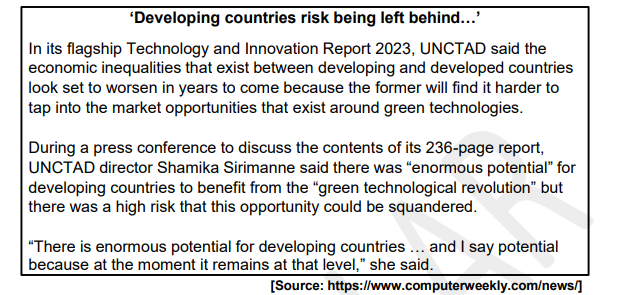 ‘Developing countries risk being left behind…’
In its flagship Technology and Innovation Report 2023, UNCTAD said the
economic inequalities that exist between developing and developed countries
look set to worsen in years to come because the former will find it harder to
tap into the market opportunities that exist around green technologies.
During a press conference to discuss the contents of its 236-page report,
UNCTAD director Shamika Sirimanne said there was “enormous potential” for
developing countries to benefit from the “green technological revolution” but
there was a high risk that this opportunity could be squandered.
“There is enormous potential for developing countries … and I say potential
because at the moment it remains at that level,” she said.
[Source: https://www.computerweekly.com/news/]